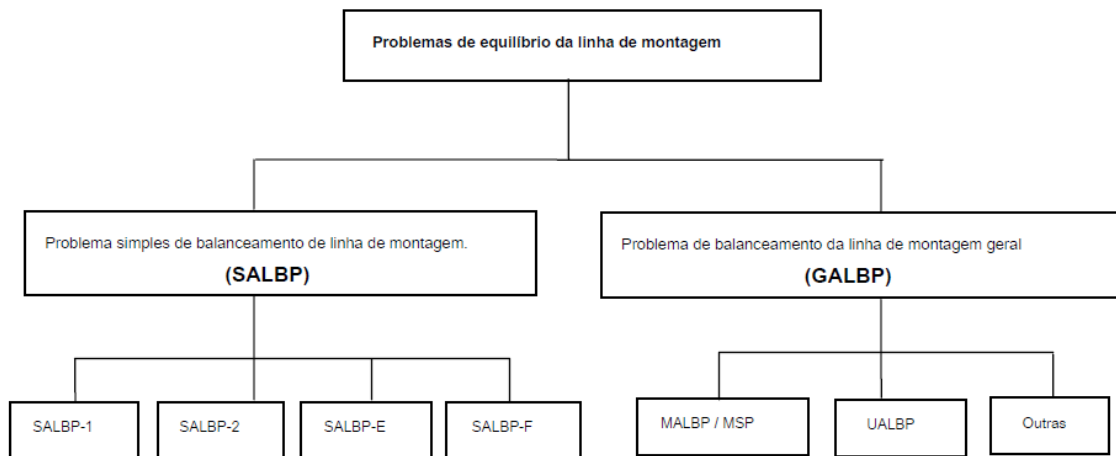 Problemas de equilíbrio da linha de montagem
Problema simples de balanceamento de linha de montagem.
(SALBP)
Problema de balanceamento da linha de montagem geral
(GALBP)
SALBP-1
SALBP-2
SALBP-E
SALBP-F
MALBP / MSP
UALBP
Outras